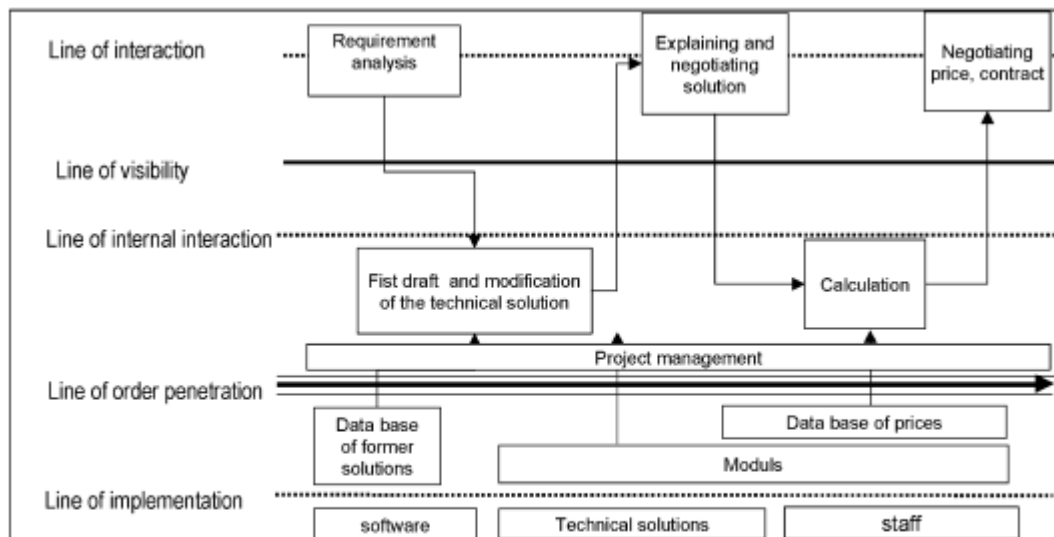 Line of interaction
Requirement
analysis
Explaining and
negotiating
solution
Negotiating
price, contract
Line of visibility
Line of internal interaction
Fist draft and modification
of the technical solution
Calculation
Project management
Line of order penetration
Data base
of former
solutions
Data base of prices
Moduls
Line of implementation
software
Technical solutions
staff